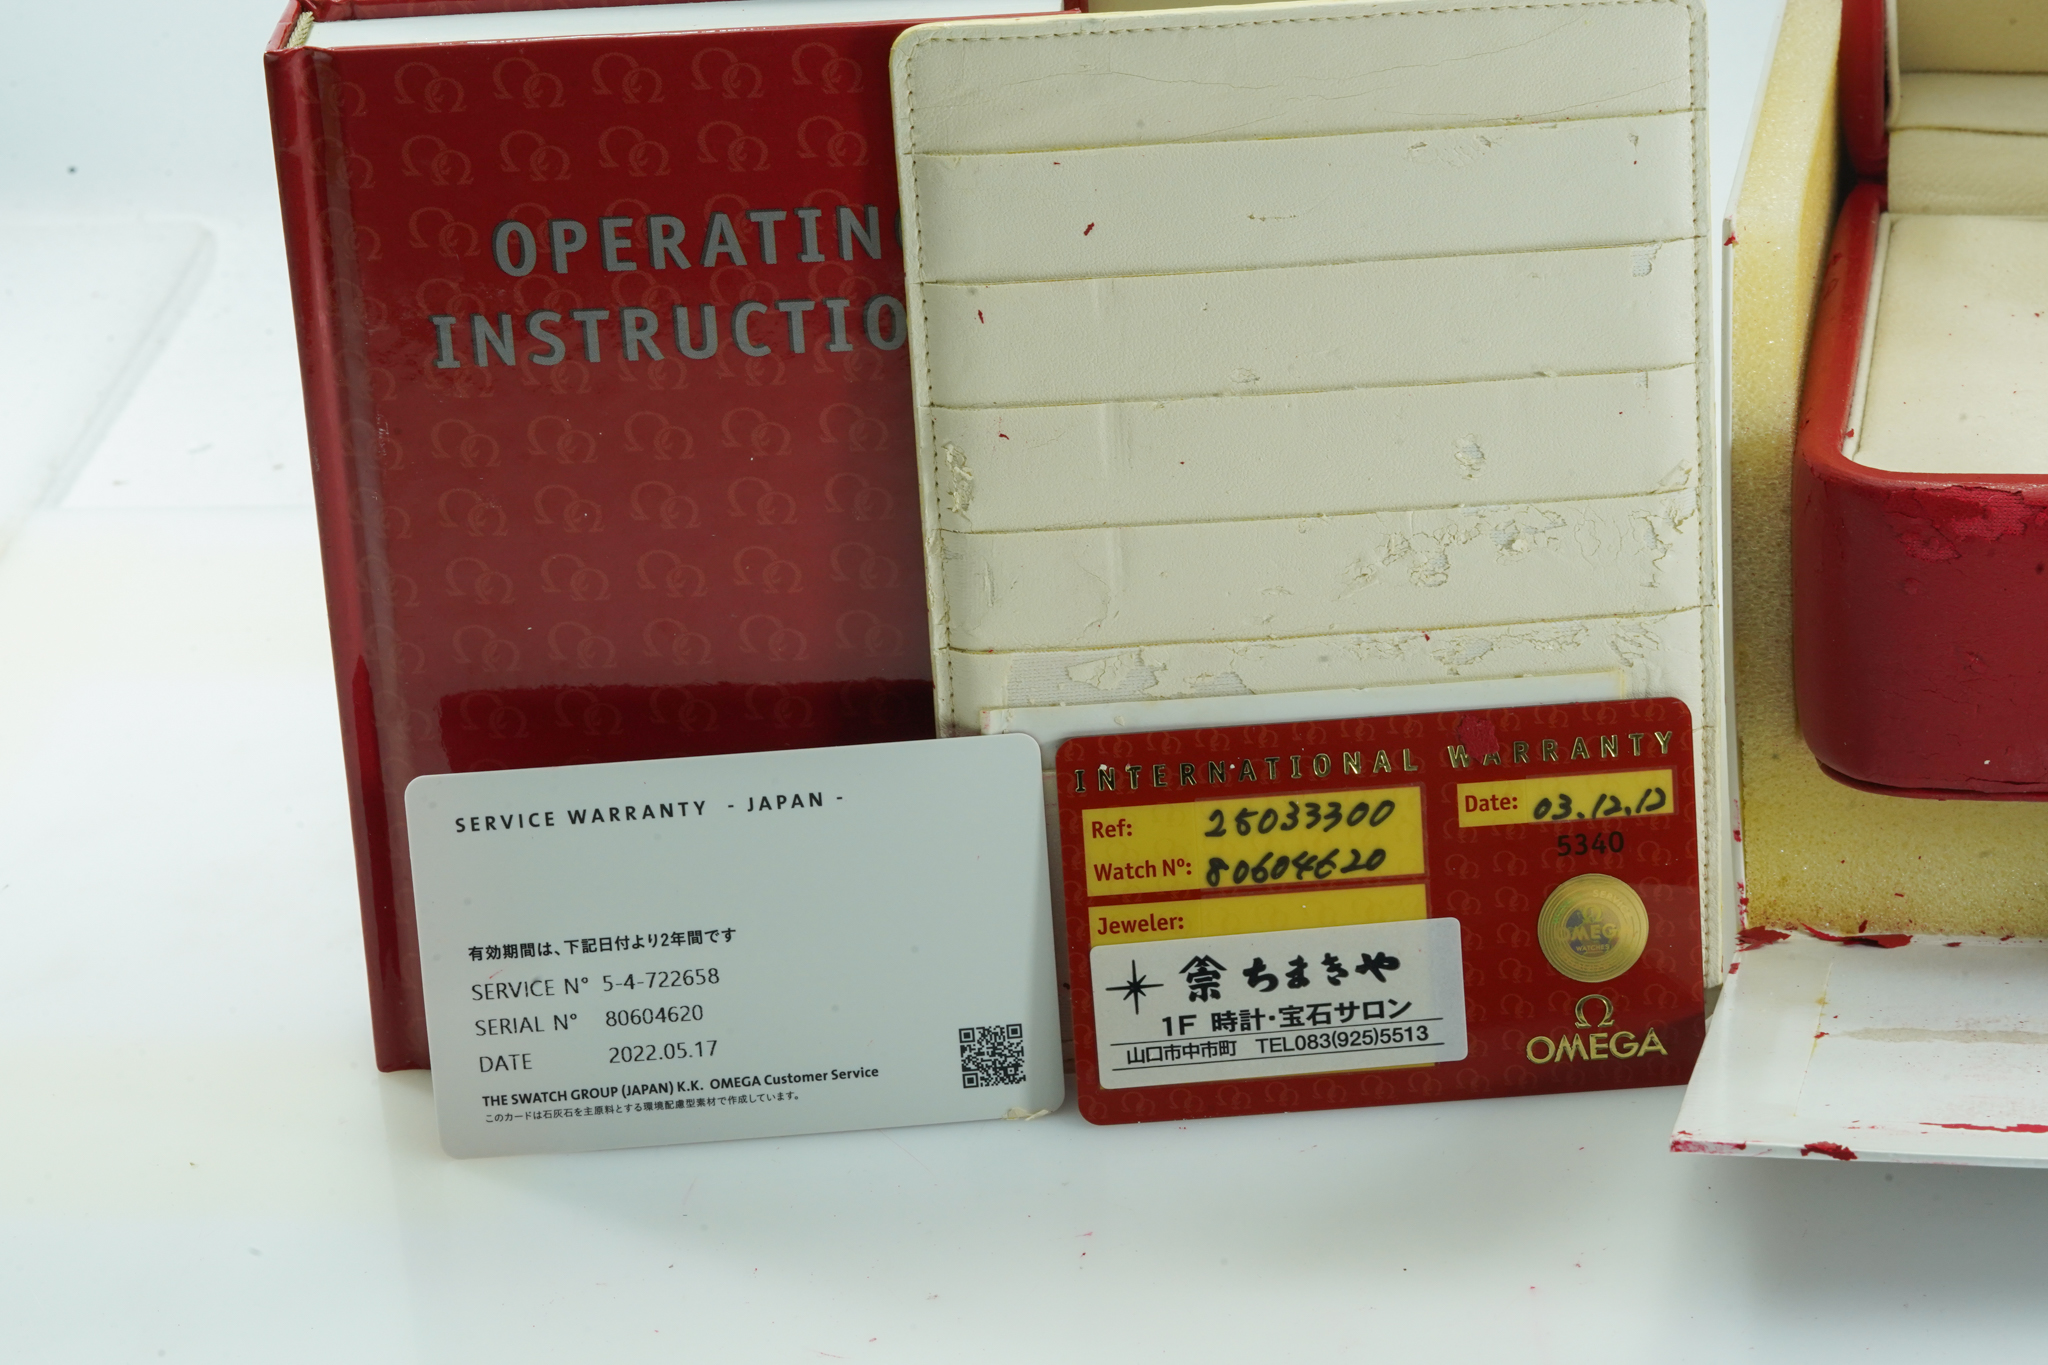 OPERATIN
INSTRUCTIO
SERVICE WARRANTY - JAPAN -
有効期間は、下記日付より2年間です
SERVICE N° 5-4-722658
SERIAL N° 80604620
DATE 2022.05.17
THE SWATCH GROUP (JAPAN) K.K. OMEGA Customer Service
このカードは石灰石を主原料とする環境配慮型素材で作成しています。
INTERNATIONAL WARRANTY
Ref: 25033300
Watch Nº: 80604620
Date: 03.12.12
5340
Jeweler:
ちまきや
1F 時計・宝石サロン
山口市中市町 TEL083(925)5513
OMEGA
WATCHES
Ω
OMEGA